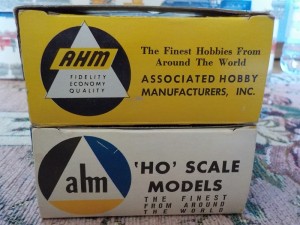 AHM
FIDELITY
ECONOMY
QUALITY
The Finest Hobbies From
Around The World
ASSOCIATED HOBBY
MANUFACTURERS, INC.
ahm
'HO' SCALE
MODELS
THE FINEST
FROM AROUND
THE WORLD